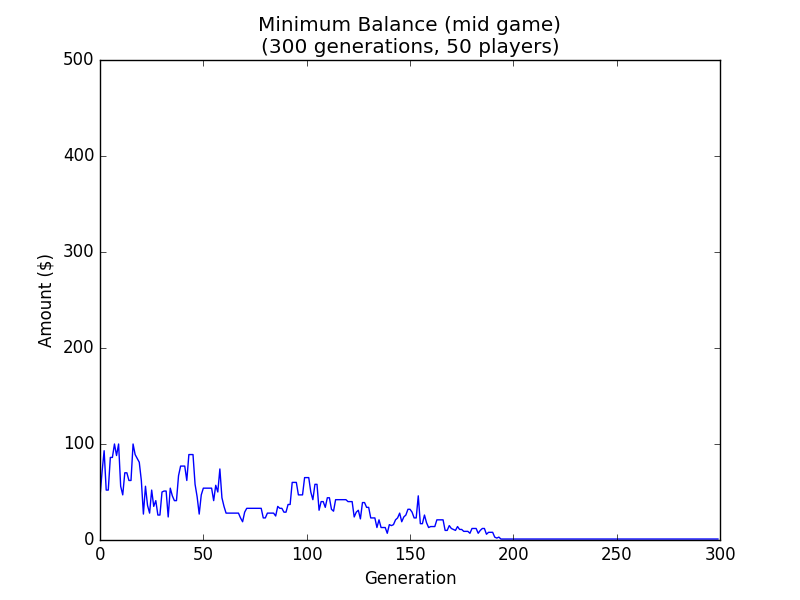 Minimum Balance (mid game)
(300 generations, 50 players)
500
400
300
200
100
0
Amount ($)
0 50 100 150 200 250 300
Generation